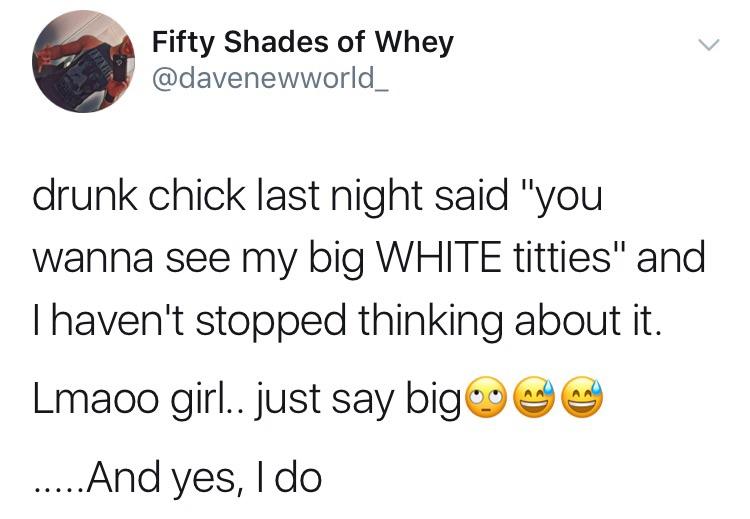 Fifty Shades of Whey
@davenewworld_
drunk chick last night said "you
wanna see my big WHITE titties" and
I haven't stopped thinking about it.
Lmaoo girl.. just say big🙄😅😅
.....And yes, I do